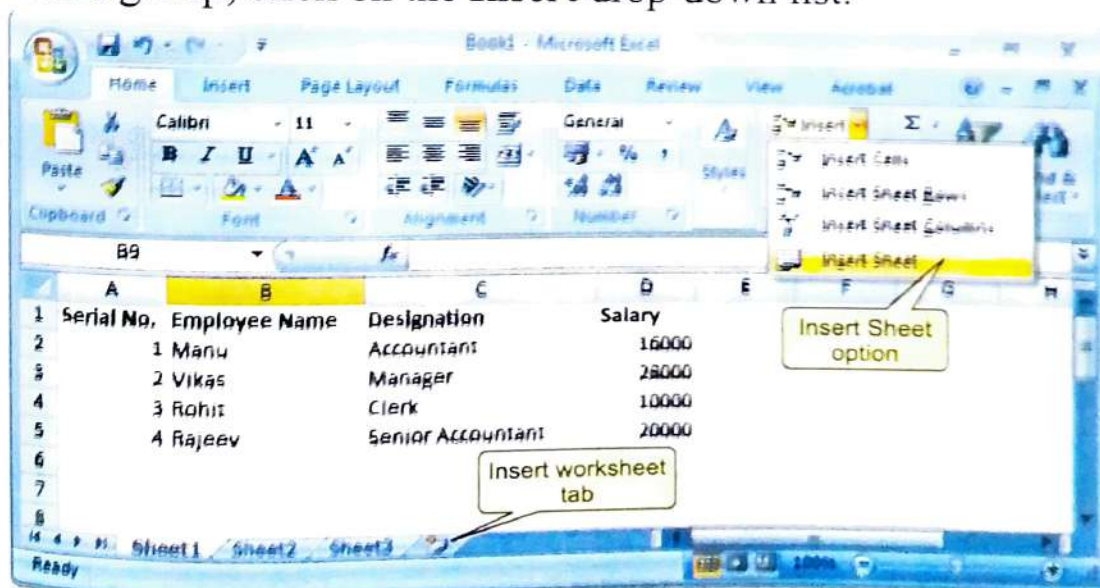 Insert drop-down list.
Book1 - Microsoft Excel
Home Insert Page Layout Formulas Data Review View Acrobat
Calibri 11 General Insert Σ
Paste B I U A A % , Styles
Clipboard Font Alignment Number
Insert Cells
Insert Sheet Rows
Insert Sheet Columns
Insert Sheet
B9 fx
A B C D E F G H
1 Serial No. Employee Name Designation Salary
2 1 Manu Accountant 16000
3 2 Vikas Manager 28000
4 3 Rohit Clerk 10000
5 4 Rajeev Senior Accountant 20000
6
7
8
Insert Sheet
option
Insert worksheet
tab
Sheet1 Sheet2 Sheet3
Ready 100%